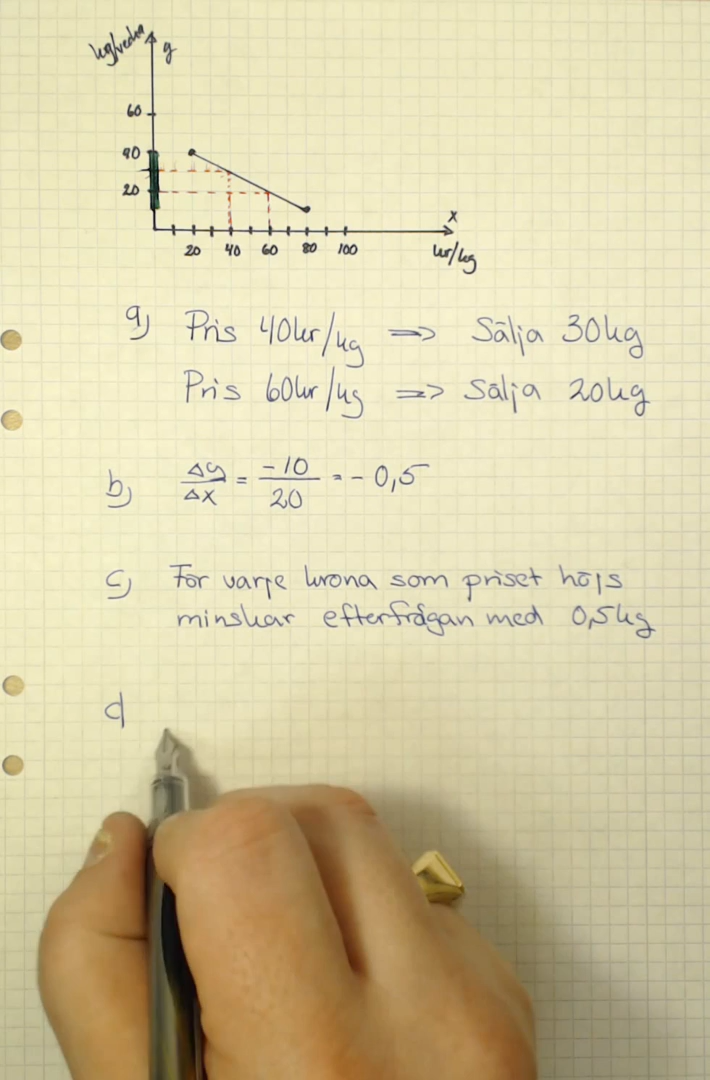 kg/vecka
g
60
40
20
20 40 60 80 100
x
kr/kg
a) Pris 40kr/kg => Sälja 30kg
Pris 60kr/kg => Sälja 20kg
b) Δg/Δx = -10/20 = -0,5
c) För varje krona som priset höjs
minskar efterfrågan med 0,5kg
d